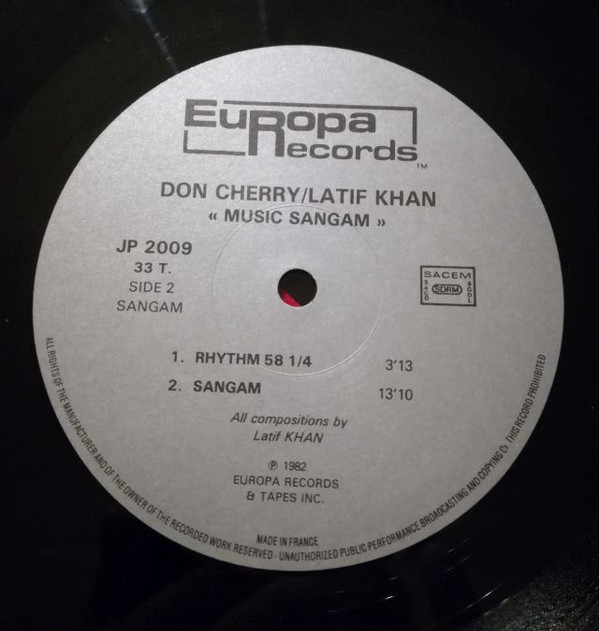 EuRopa
Records
TM
DON CHERRY/LATIF KHAN
« MUSIC SANGAM »
JP 2009
33 T.
SIDE 2
SANGAM
SACEM
SACD
SDRM
SGDL
1. RHYTHM 58 1/4 3'13
2. SANGAM 13'10
All compositions by
Latif KHAN
℗ 1982
EUROPA RECORDS
& TAPES INC.
MADE IN FRANCE
ALL RIGHTS OF THE MANUFACTURER AND OF THE OWNER OF THE RECORDED WORK RESERVED - UNAUTHORIZED PUBLIC PERFORMANCE BROADCASTING AND COPYING OF THIS RECORD PROHIBITED